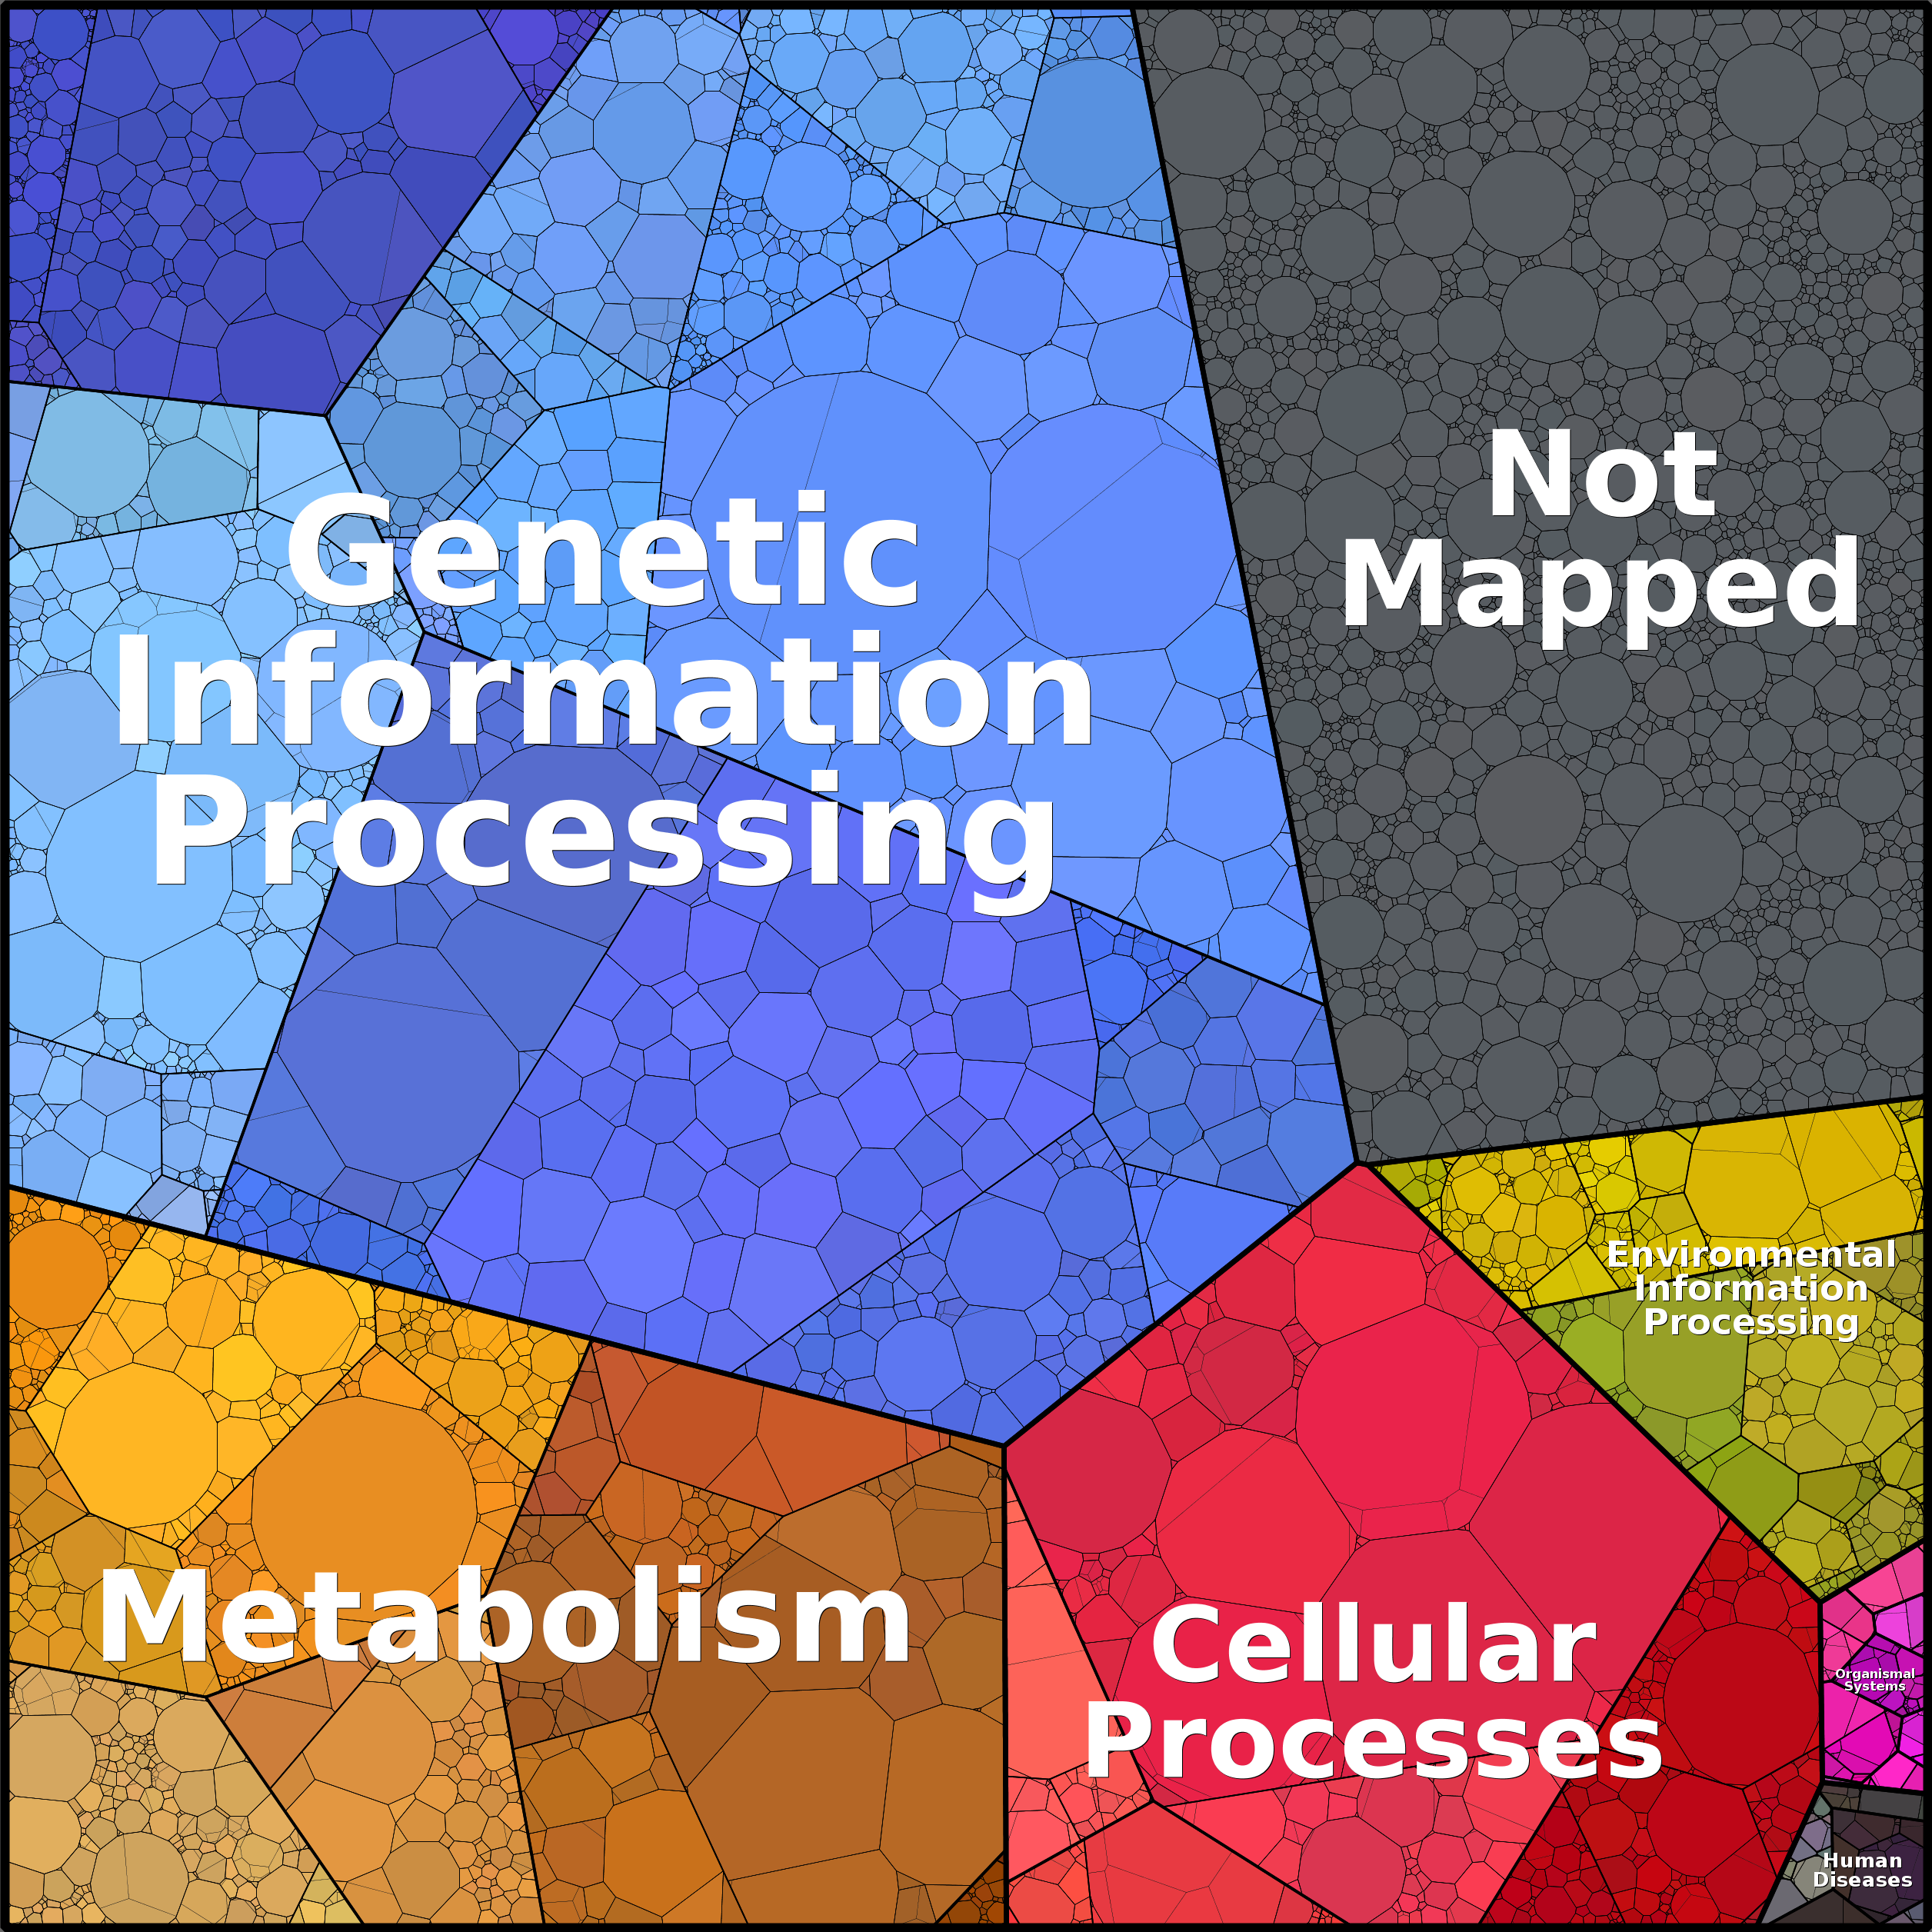 Genetic
Information
Processing
Not
Mapped
Environmental
Information
Processing
Metabolism
Cellular
Processes
Organismal
Systems
Human
Diseases